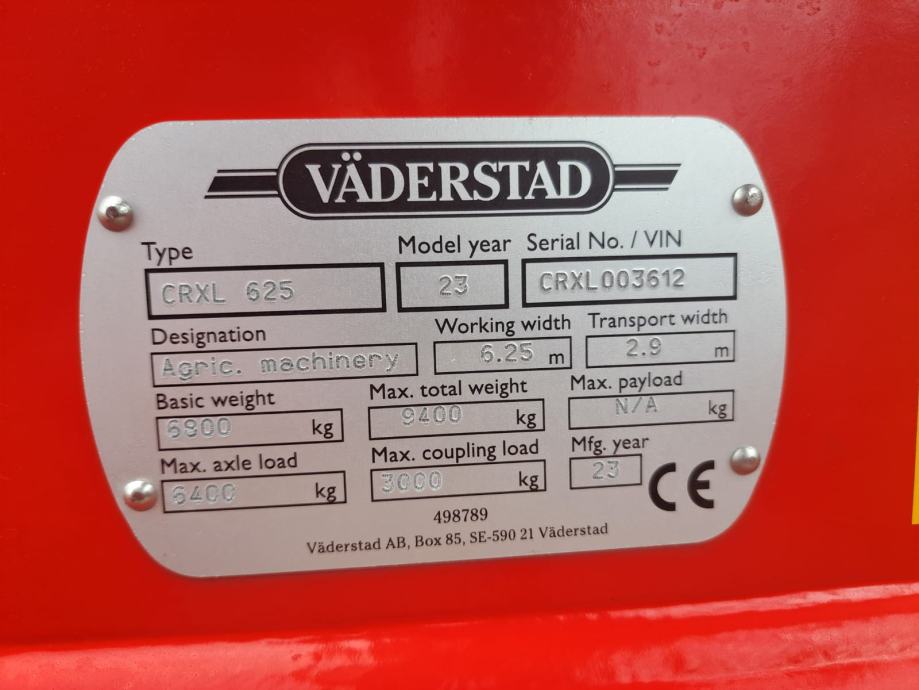 VÄDERSTAD
Type Model year Serial No. / VIN
CRXL 625 23 CRXL003612
Designation Working width Transport width
Agric. machinery 6.25 m 2.9 m
Basic weight Max. total weight Max. payload
6800 kg 9400 kg N/A kg
Max. axle load Max. coupling load Mfg. year
6400 kg 3000 kg 23
CE
498789
Väderstad AB, Box 85, SE-590 21 Väderstad